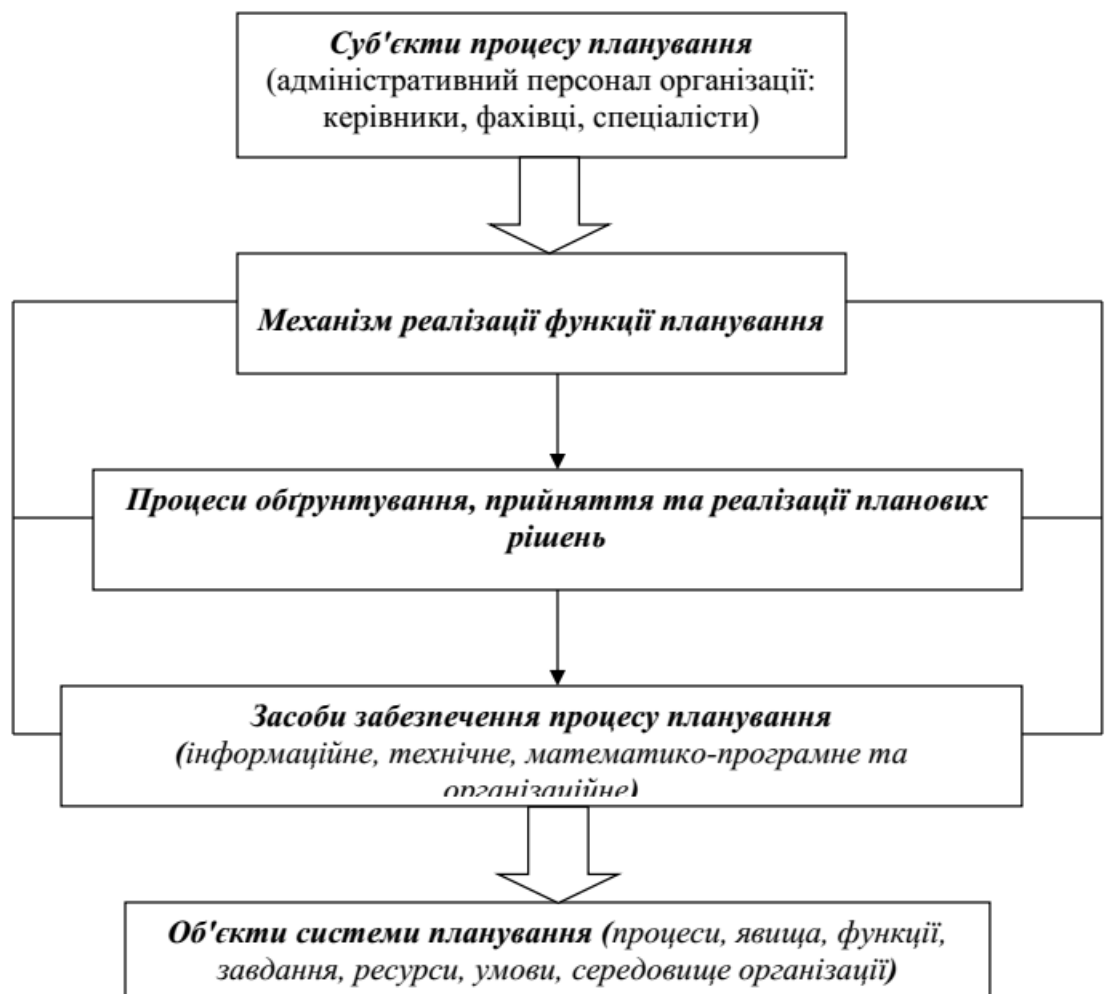 Суб'єкти процесу планування
(адміністративний персонал організації:
керівники, фахівці, спеціалісти)
Механізм реалізації функції планування
Процеси обґрунтування, прийняття та реалізації планових
рішень
Засоби забезпечення процесу планування
(інформаційне, технічне, математико-програмне та
організаційне)
Об'єкти системи планування (процеси, явища, функції,
завдання, ресурси, умови, середовище організації)